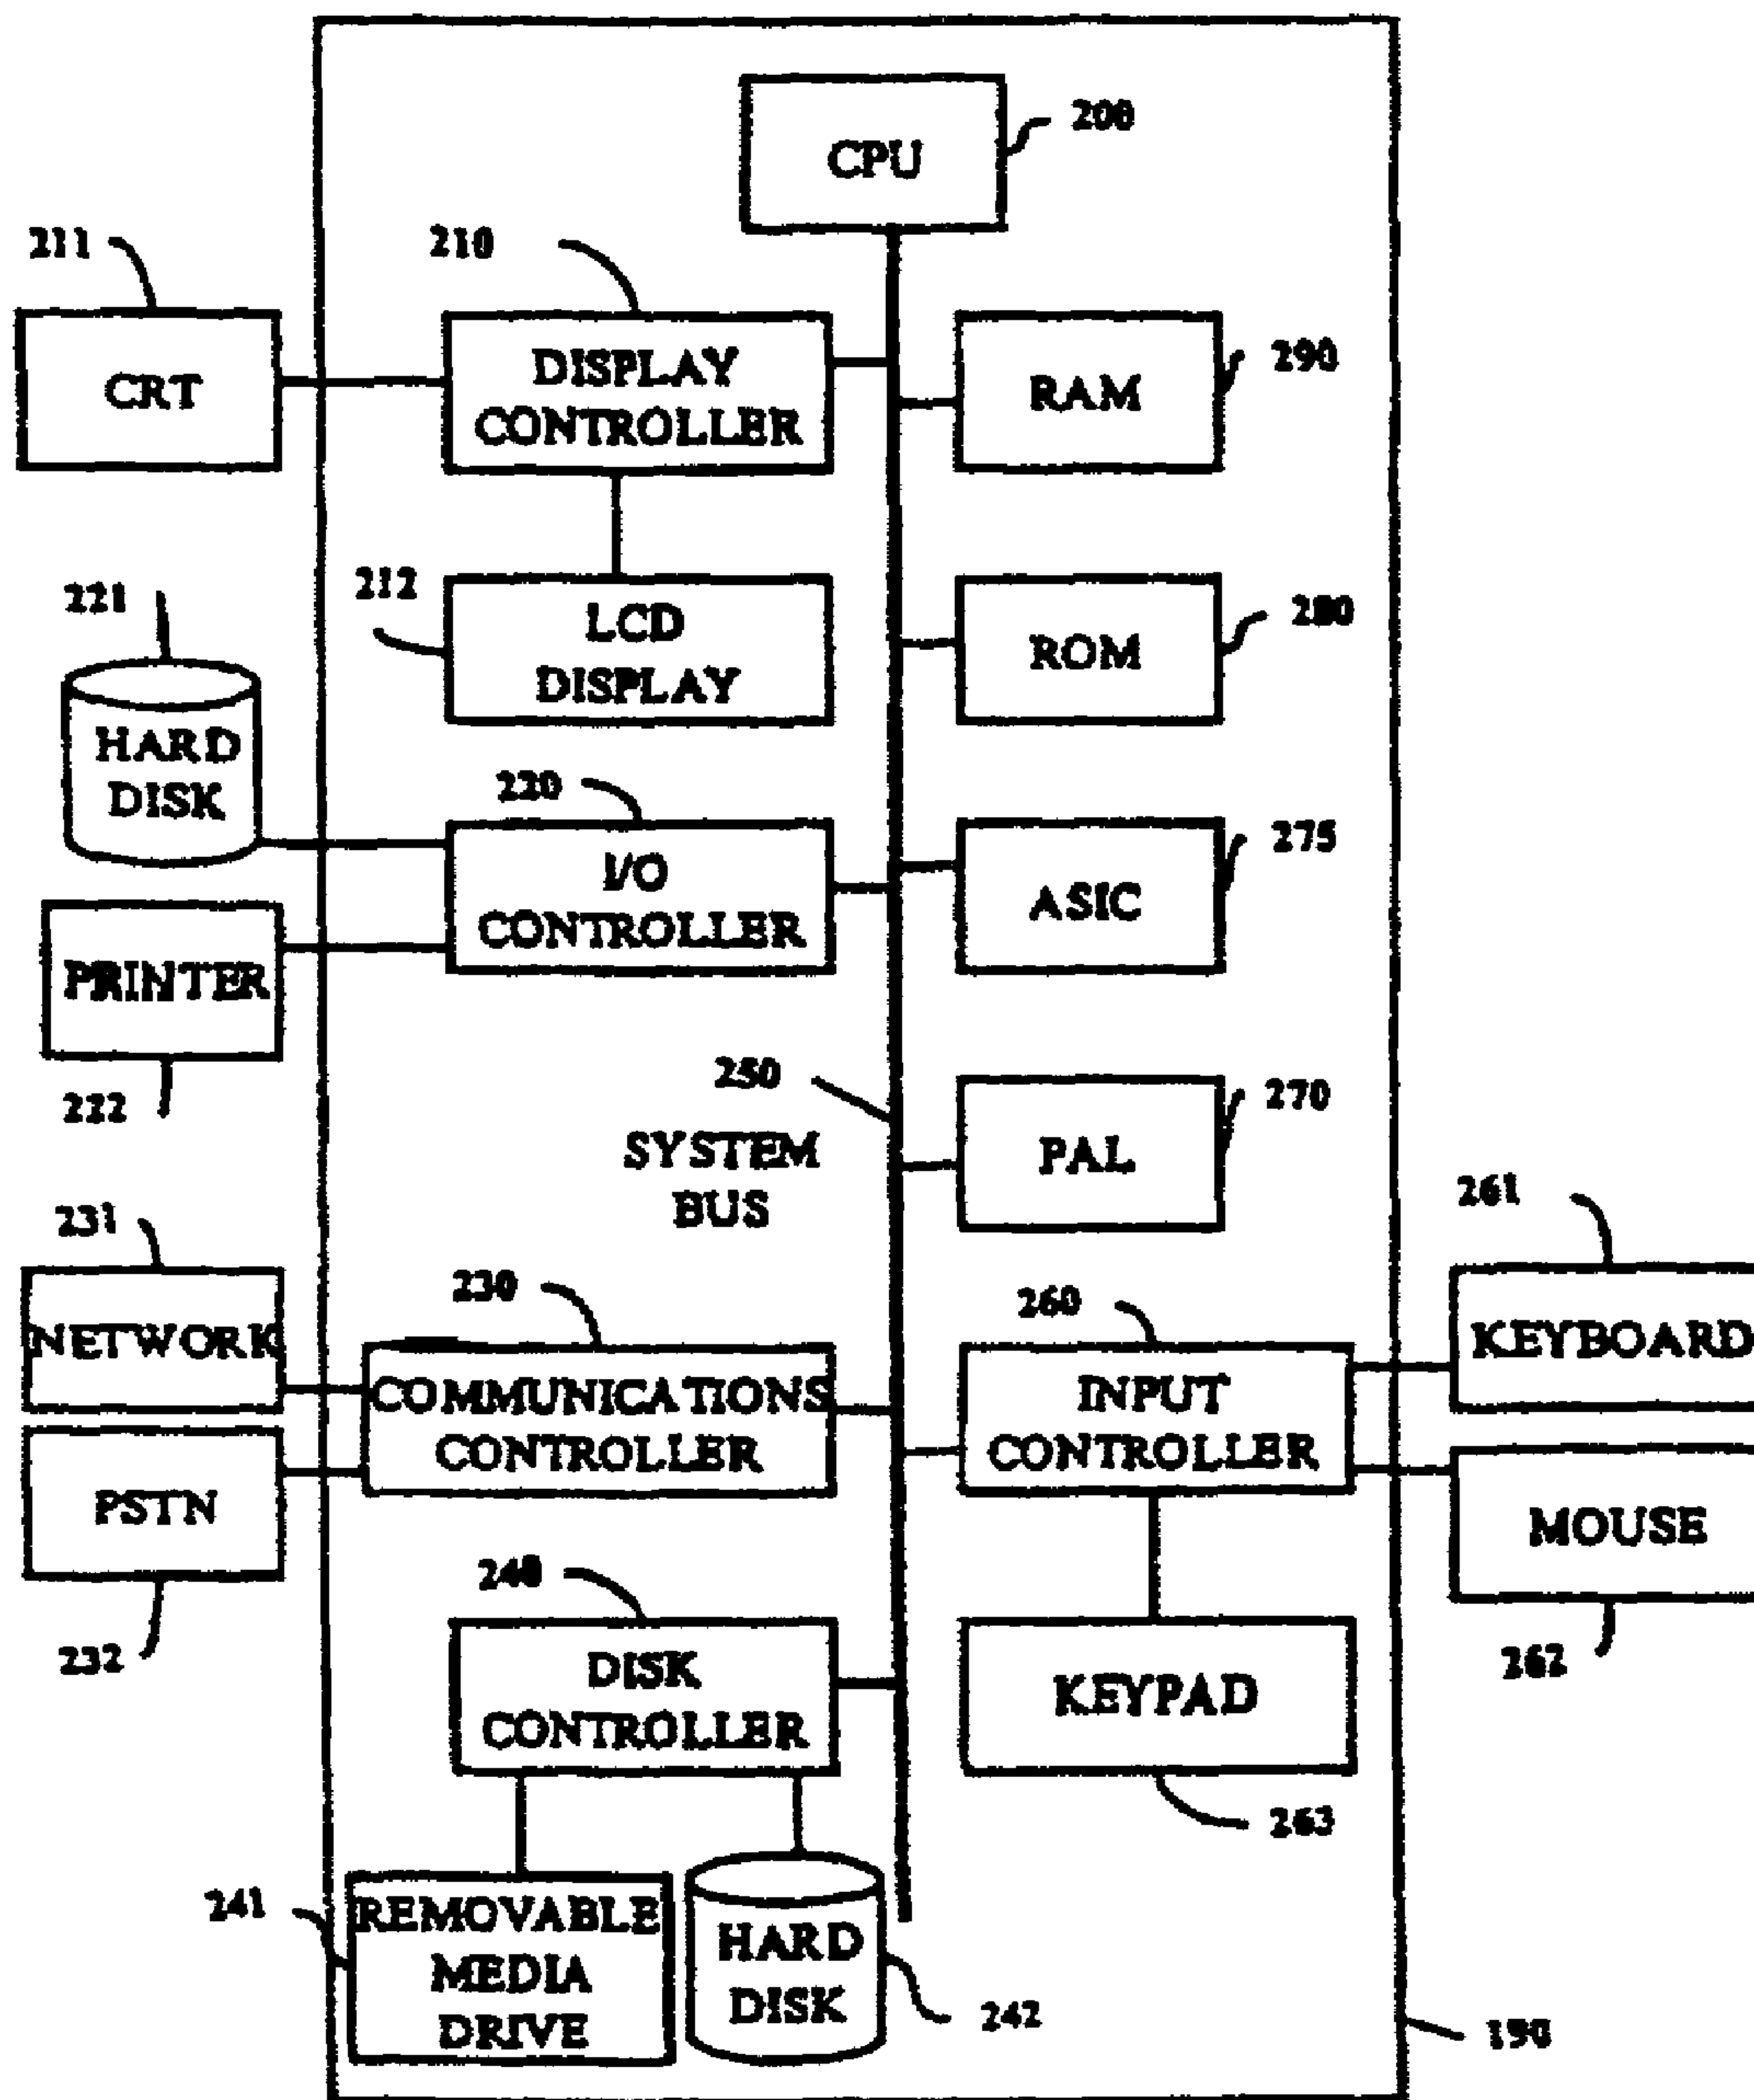 CPU
200
211
210
CRT
DISPLAY
CONTROLLER
RAM
290
221
212
LCD
DISPLAY
ROM
280
HARD
DISK
220
I/O
CONTROLLER
ASIC
275
PRINTER
222
250
SYSTEM
BUS
PAL
270
231
NETWORK
230
COMMUNICATIONS
CONTROLLER
260
INPUT
CONTROLLER
261
KEYBOARD
PSTN
232
MOUSE
262
240
DISK
CONTROLLER
KEYPAD
263
241
REMOVABLE
MEDIA
DRIVE
HARD
DISK
242
190